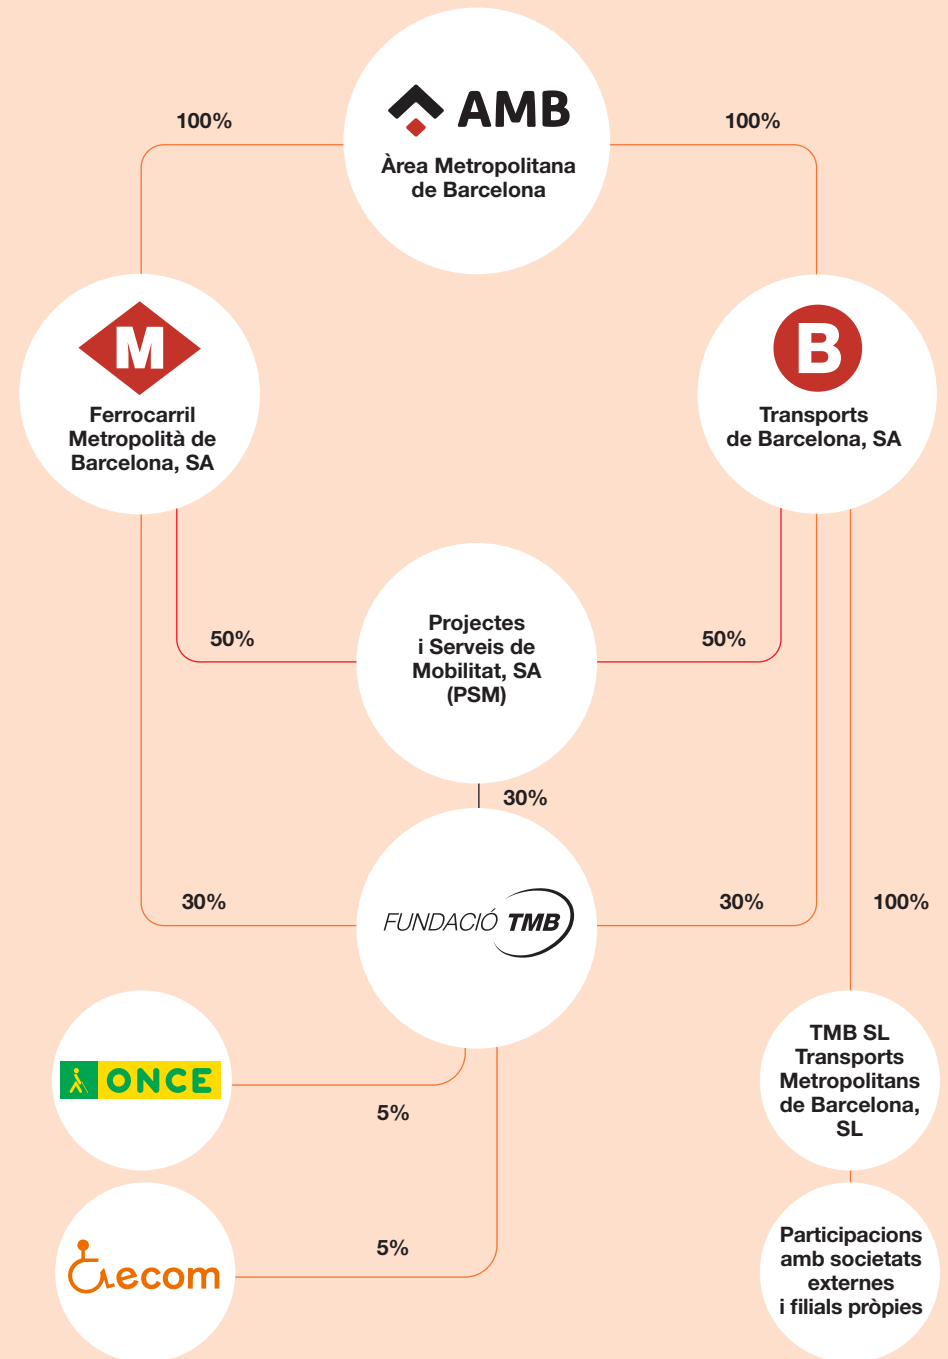 AMB
Àrea Metropolitana
de Barcelona
100%
100%
M
Ferrocarril
Metropolità de
Barcelona, SA
B
Transports
de Barcelona, SA
Projectes
i Serveis de
Mobilitat, SA
(PSM)
50%
50%
30%
30%
FUNDACIÓ TMB
30%
100%
ONCE
5%
TMB SL
Transports
Metropolitans
de Barcelona,
SL
ecom
5%
Participacions
amb societats
externes
i filials pròpies